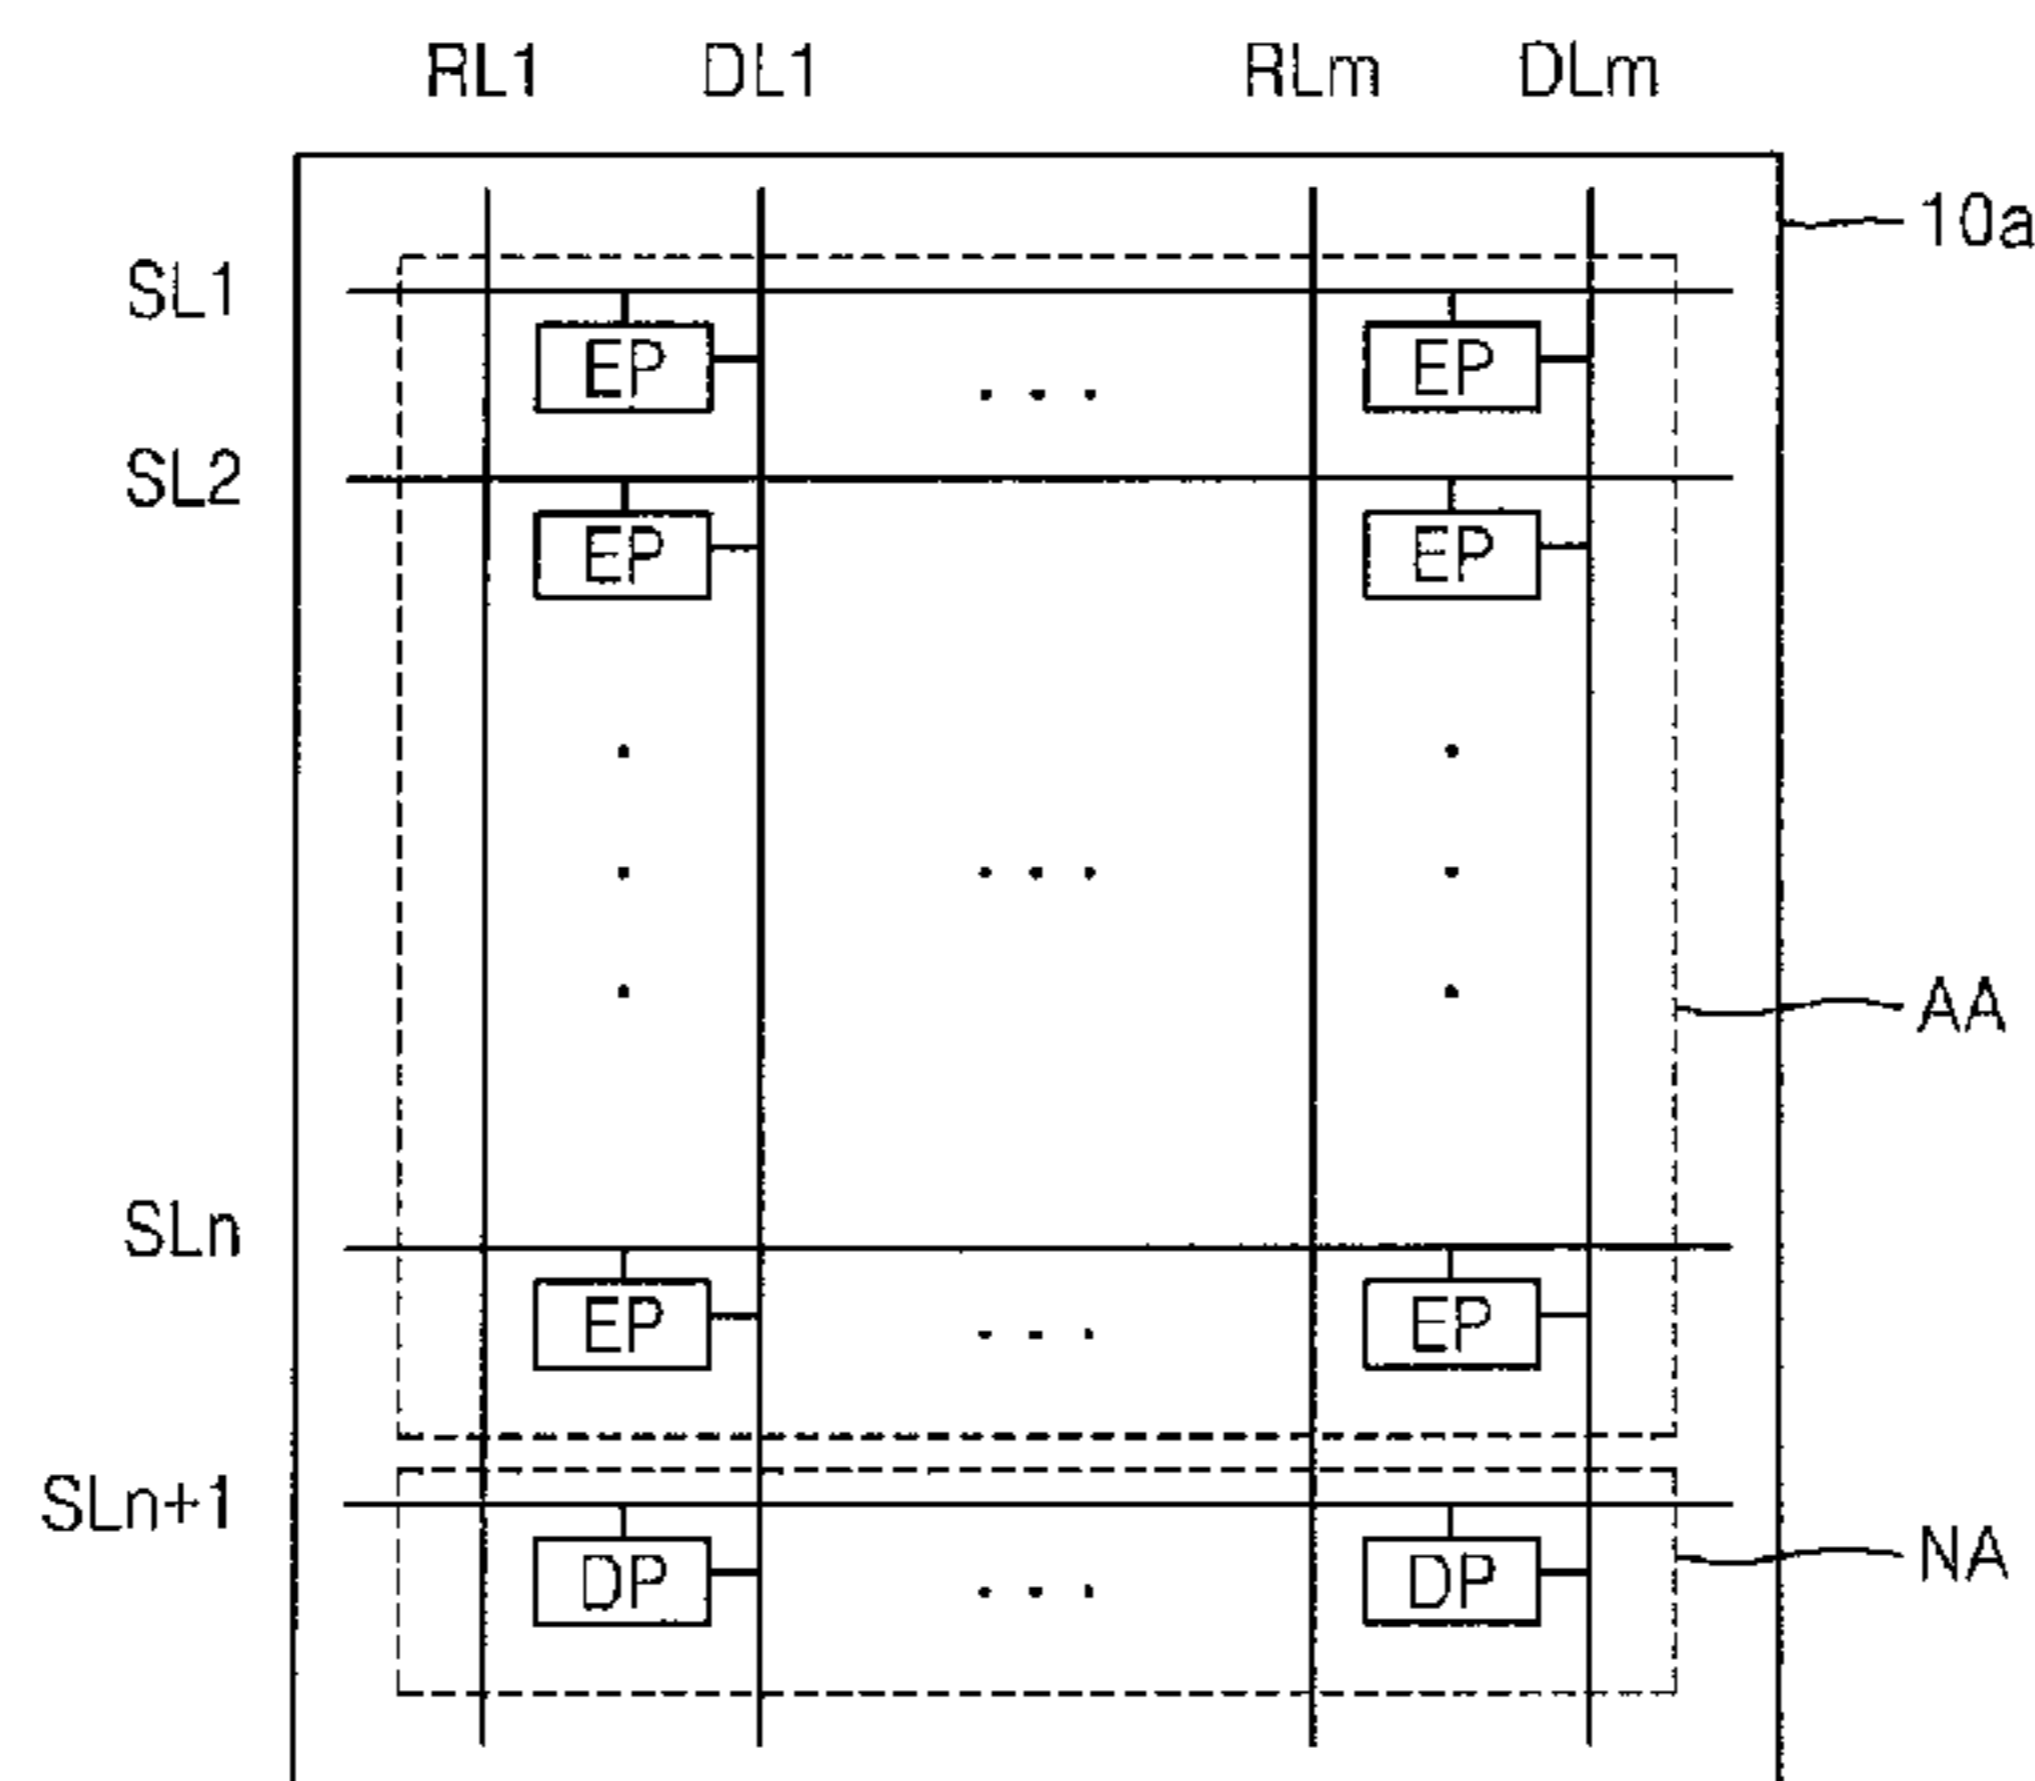 RL1 DL1 RLm DLm
10a
SL1
EP EP
SL2
EP EP
AA
SLn
EP EP
SLn+1
DP DP
NA